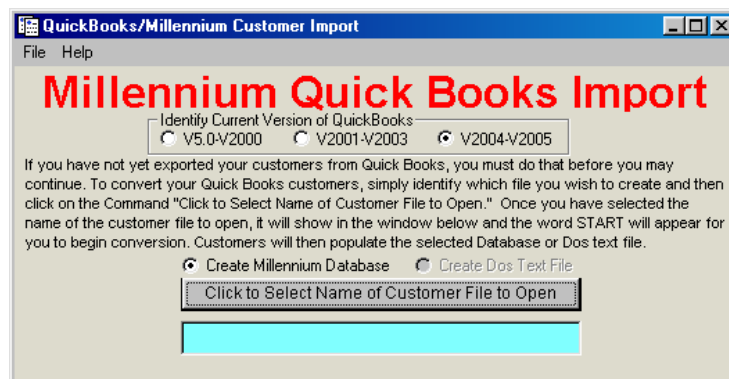 QuickBooks/Millennium Customer Import
File Help
Millennium Quick Books Import
Identify Current Version of QuickBooks
V5.0-V2000 V2001-V2003 V2004-V2005
If you have not yet exported your customers from Quick Books, you must do that before you may
continue. To convert your Quick Books customers, simply identify which file you wish to create and then
click on the Command "Click to Select Name of Customer File to Open." Once you have selected the
name of the customer file to open, it will show in the window below and the word START will appear for
you to begin conversion. Customers will then populate the selected Database or Dos text file.
Create Millennium Database Create Dos Text File
Click to Select Name of Customer File to Open